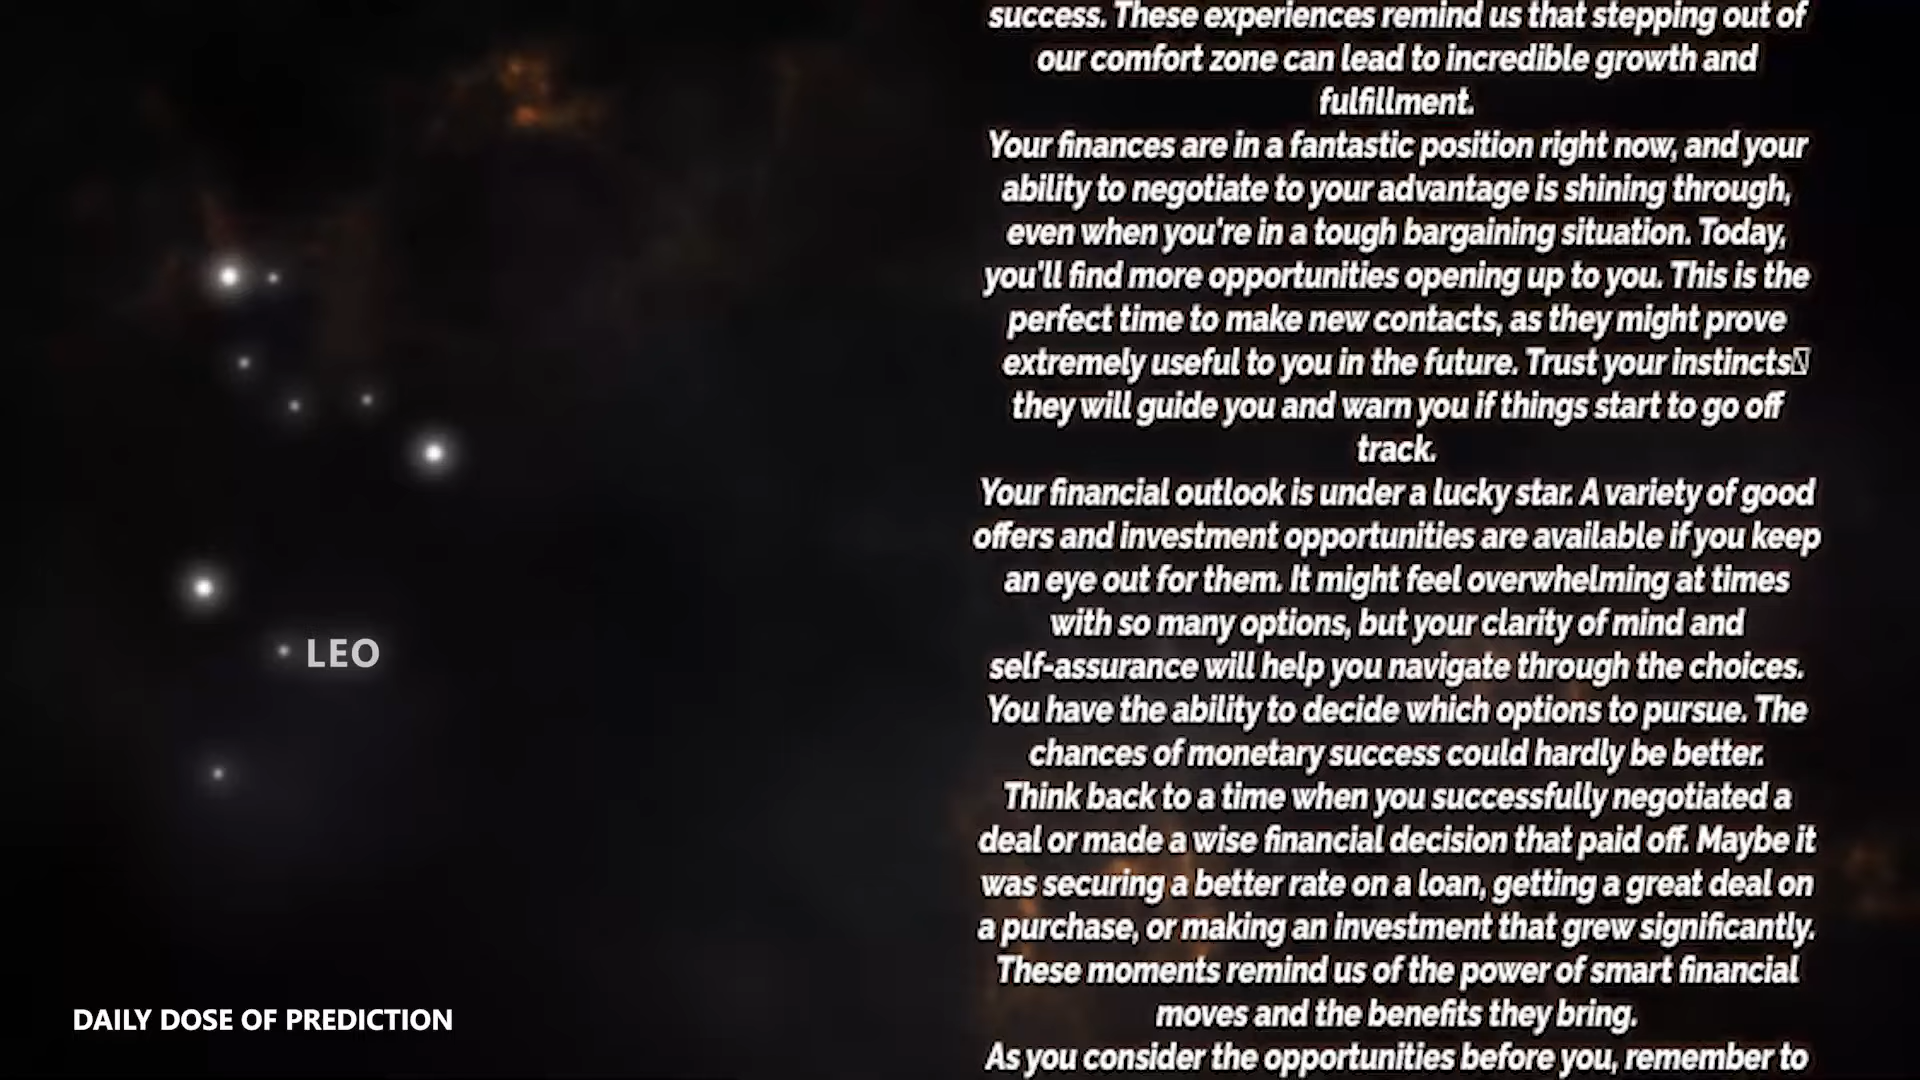 success. These experiences remind us that stepping out of
our comfort zone can lead to incredible growth and
fulfillment.
Your finances are in a fantastic position right now, and your
ability to negotiate to your advantage is shining through,
even when you're in a tough bargaining situation. Today,
you'll find more opportunities opening up to you. This is the
perfect time to make new contacts, as they might prove
extremely useful to you in the future. Trust your instincts
they will guide you and warn you if things start to go off
track.
Your financial outlook is under a lucky star. A variety of good
offers and investment opportunities are available if you keep
an eye out for them. It might feel overwhelming at times
with so many options, but your clarity of mind and
self-assurance will help you navigate through the choices.
You have the ability to decide which options to pursue. The
chances of monetary success could hardly be better.
Think back to a time when you successfully negotiated a
deal or made a wise financial decision that paid off. Maybe it
was securing a better rate on a loan, getting a great deal on
a purchase, or making an investment that grew significantly.
These moments remind us of the power of smart financial
moves and the benefits they bring.
As you consider the opportunities before you, remember to
LEO
DAILY DOSE OF PREDICTION